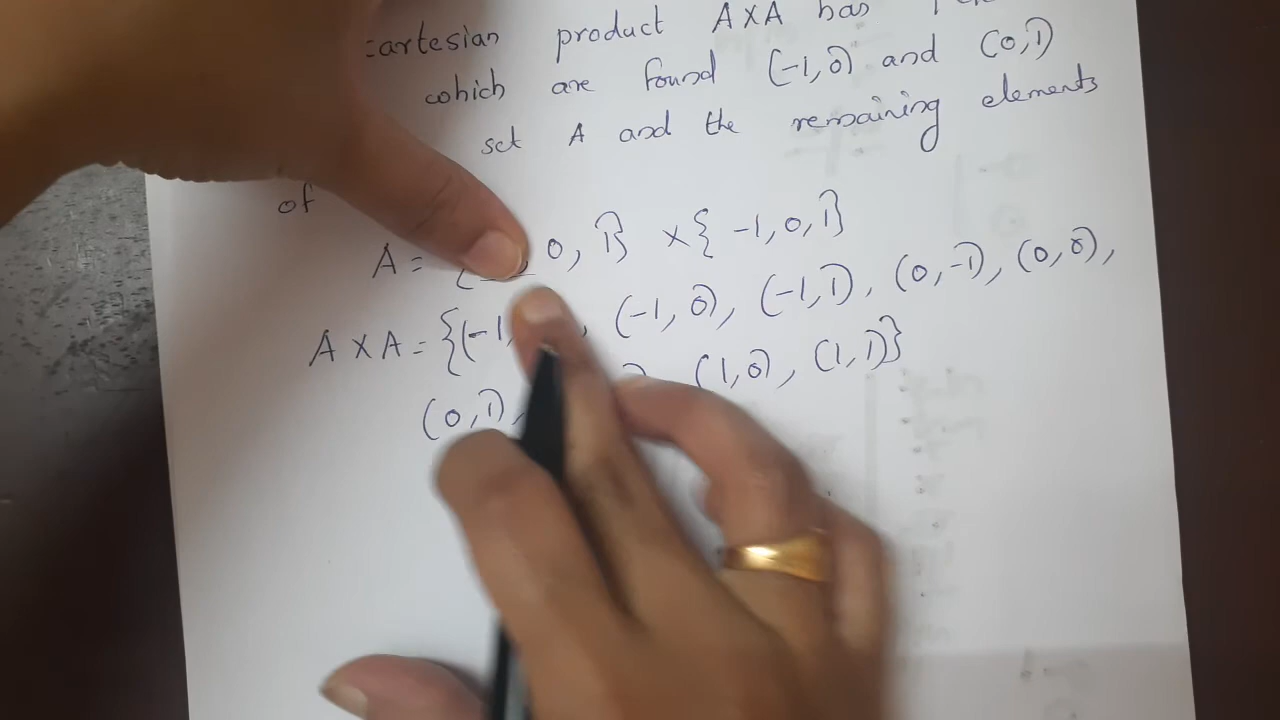 cartesian product A×A has
which are found (-1,0) and (0,1)
set A and the remaining elements
of
A = { 0, 1} × { -1, 0, 1}
A × A = {(-1, , (-1, 0), (-1, 1), (0, -1), (0, 0),
(0, 1), (1, 0), (1, 1)}